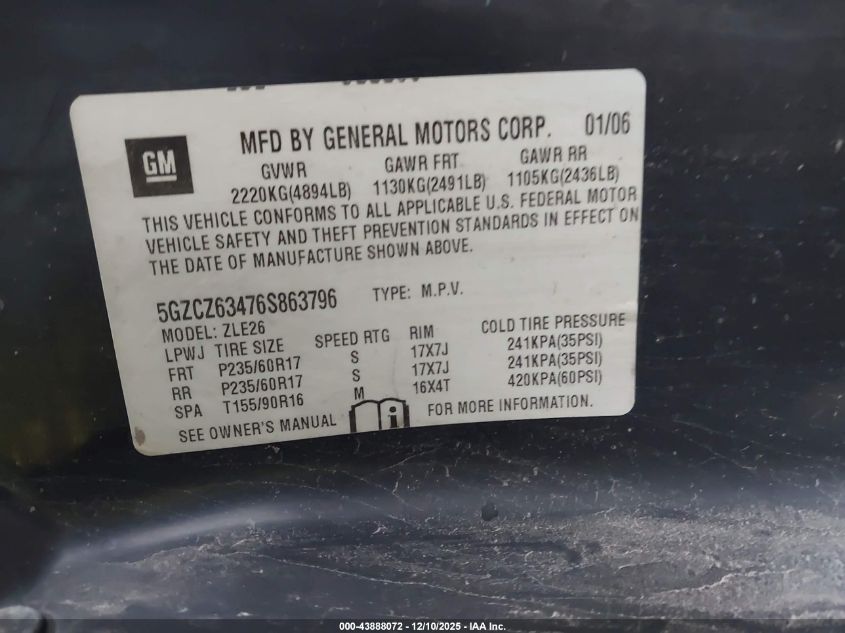 GM
MFD BY GENERAL MOTORS CORP. 01/06
GVWR GAWR FRT GAWR RR
2220KG(4894LB) 1130KG(2491LB) 1105KG(2436LB)
THIS VEHICLE CONFORMS TO ALL APPLICABLE U.S. FEDERAL MOTOR
VEHICLE SAFETY AND THEFT PREVENTION STANDARDS IN EFFECT ON
THE DATE OF MANUFACTURE SHOWN ABOVE.
5GZCZ63476S863796 TYPE: M.P.V.
MODEL: ZLE26
LPWJ TIRE SIZE SPEED RTG RIM COLD TIRE PRESSURE
FRT P235/60R17 S 17X7J 241KPA(35PSI)
RR P235/60R17 S 17X7J 241KPA(35PSI)
SPA T155/90R16 M 16X4T 420KPA(60PSI)
SEE OWNER'S MANUAL i FOR MORE INFORMATION.
000-43888072 - 12/10/2025 - IAA Inc.